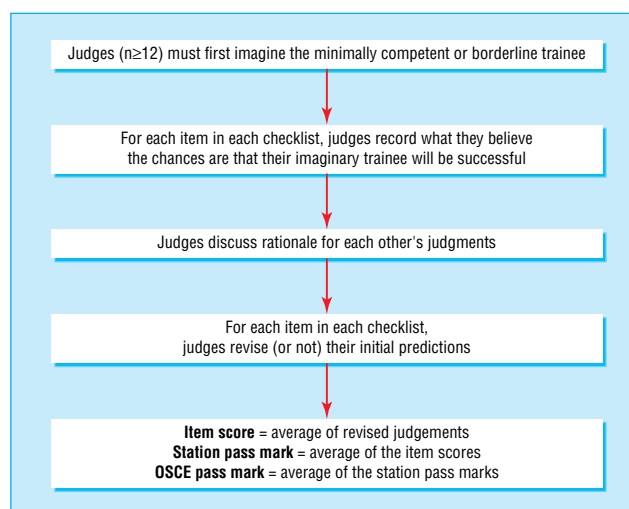 Judges (n≥12) must first imagine the minimally competent or borderline trainee
For each item in each checklist, judges record what they believe
the chances are that their imaginary trainee will be successful
Judges discuss rationale for each other's judgments
For each item in each checklist,
judges revise (or not) their initial predictions
Item score = average of revised judgements
Station pass mark = average of the item scores
OSCE pass mark = average of the station pass marks